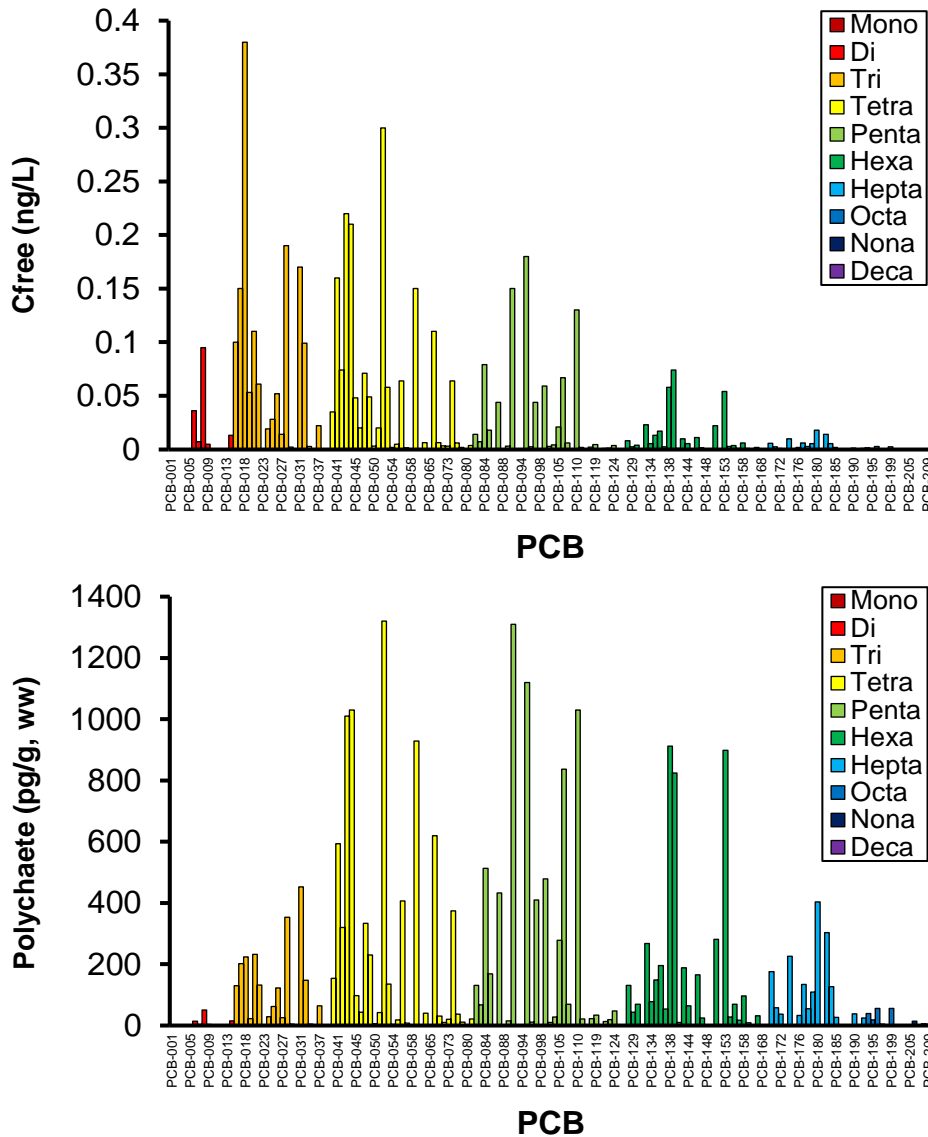 0.4
0.35
0.3
0.25
0.2
0.15
0.1
0.05
0
Cfree (ng/L)
Mono
Di
Tri
Tetra
Penta
Hexa
Hepta
Octa
Nona
Deca
PCB-001
PCB-005
PCB-009
PCB-013
PCB-018
PCB-023
PCB-027
PCB-031
PCB-037
PCB-041
PCB-045
PCB-050
PCB-054
PCB-058
PCB-065
PCB-073
PCB-080
PCB-084
PCB-088
PCB-094
PCB-098
PCB-105
PCB-110
PCB-119
PCB-124
PCB-129
PCB-134
PCB-138
PCB-144
PCB-148
PCB-153
PCB-158
PCB-168
PCB-172
PCB-176
PCB-180
PCB-185
PCB-190
PCB-195
PCB-199
PCB-205
PCB
1400
1200
1000
800
600
400
200
0
Polychaete (pg/g, ww)
Mono
Di
Tri
Tetra
Penta
Hexa
Hepta
Octa
Nona
Deca
PCB-001
PCB-005
PCB-009
PCB-013
PCB-018
PCB-023
PCB-027
PCB-031
PCB-037
PCB-041
PCB-045
PCB-050
PCB-054
PCB-058
PCB-065
PCB-073
PCB-080
PCB-084
PCB-088
PCB-094
PCB-098
PCB-105
PCB-110
PCB-119
PCB-124
PCB-129
PCB-134
PCB-138
PCB-144
PCB-148
PCB-153
PCB-158
PCB-168
PCB-172
PCB-176
PCB-180
PCB-185
PCB-190
PCB-195
PCB-199
PCB-205
PCB